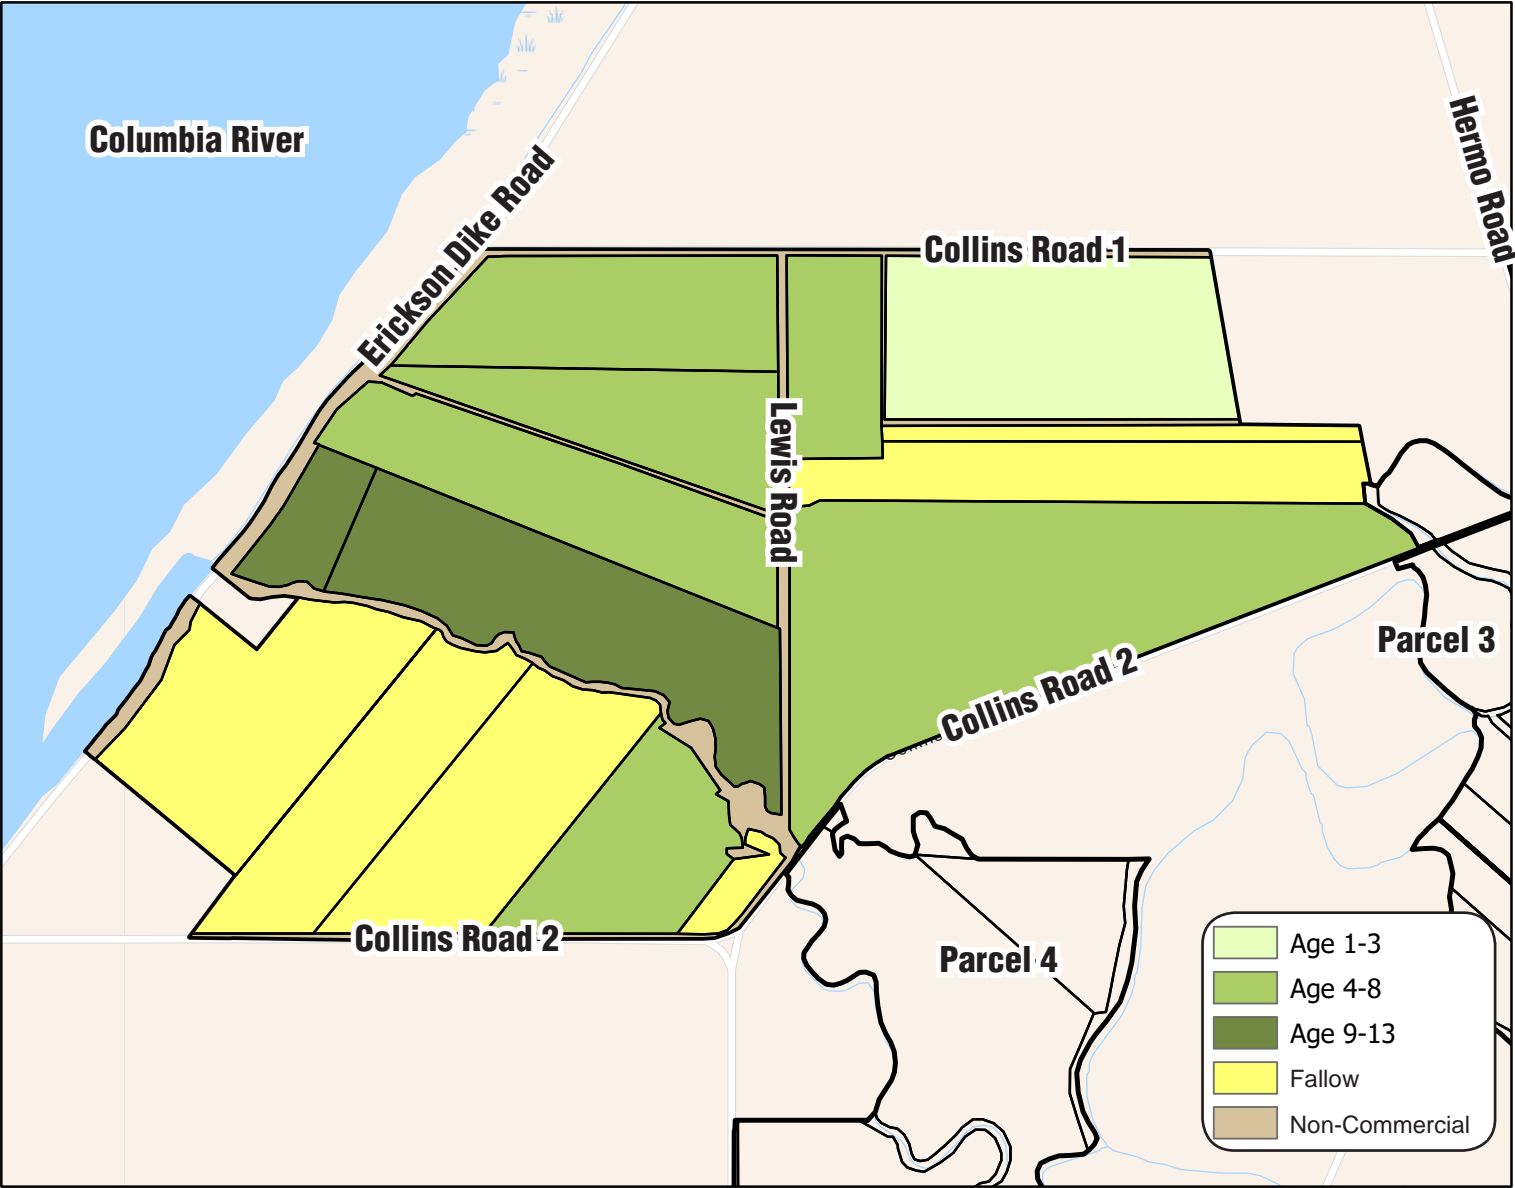 Columbia River
Hermo Road
Erickson Dike Road
Collins Road 1
Lewis Road
Parcel 3
Collins Road 2
Collins Road 2
Parcel 4
Age 1-3
Age 4-8
Age 9-13
Fallow
Non-Commercial